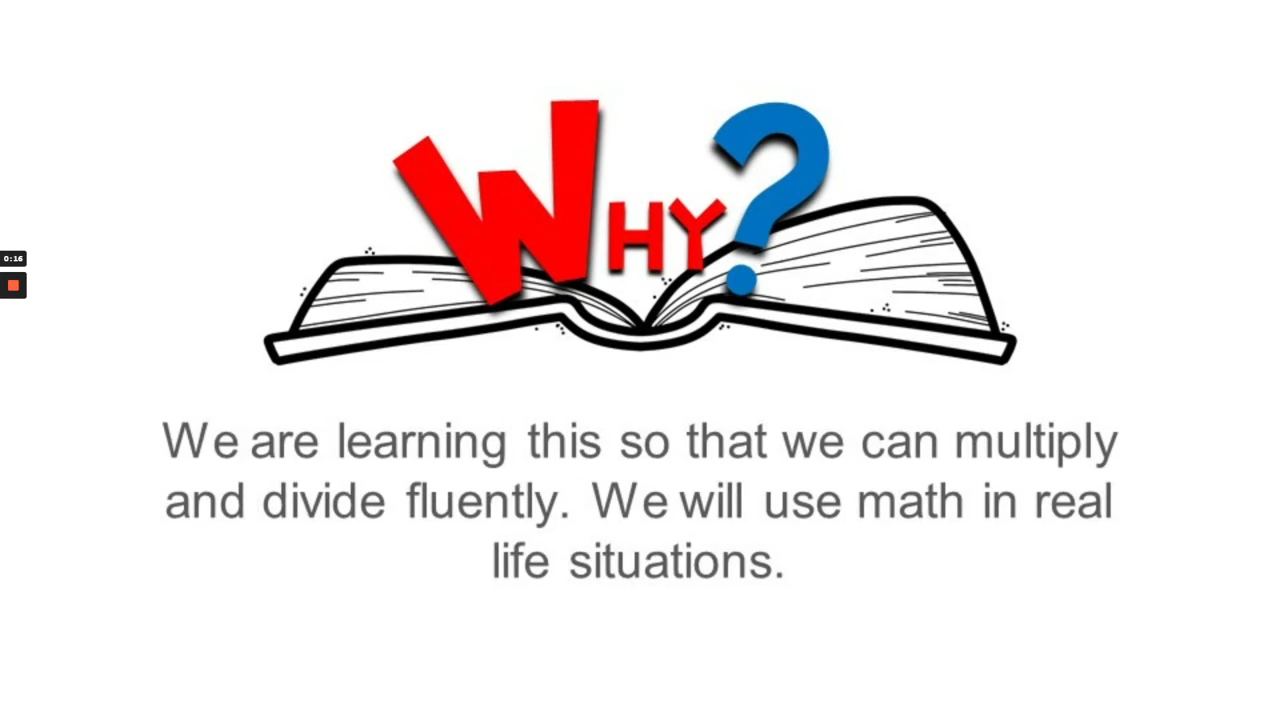 WHY?
0:16
We are learning this so that we can multiply
and divide fluently. We will use math in real
life situations.